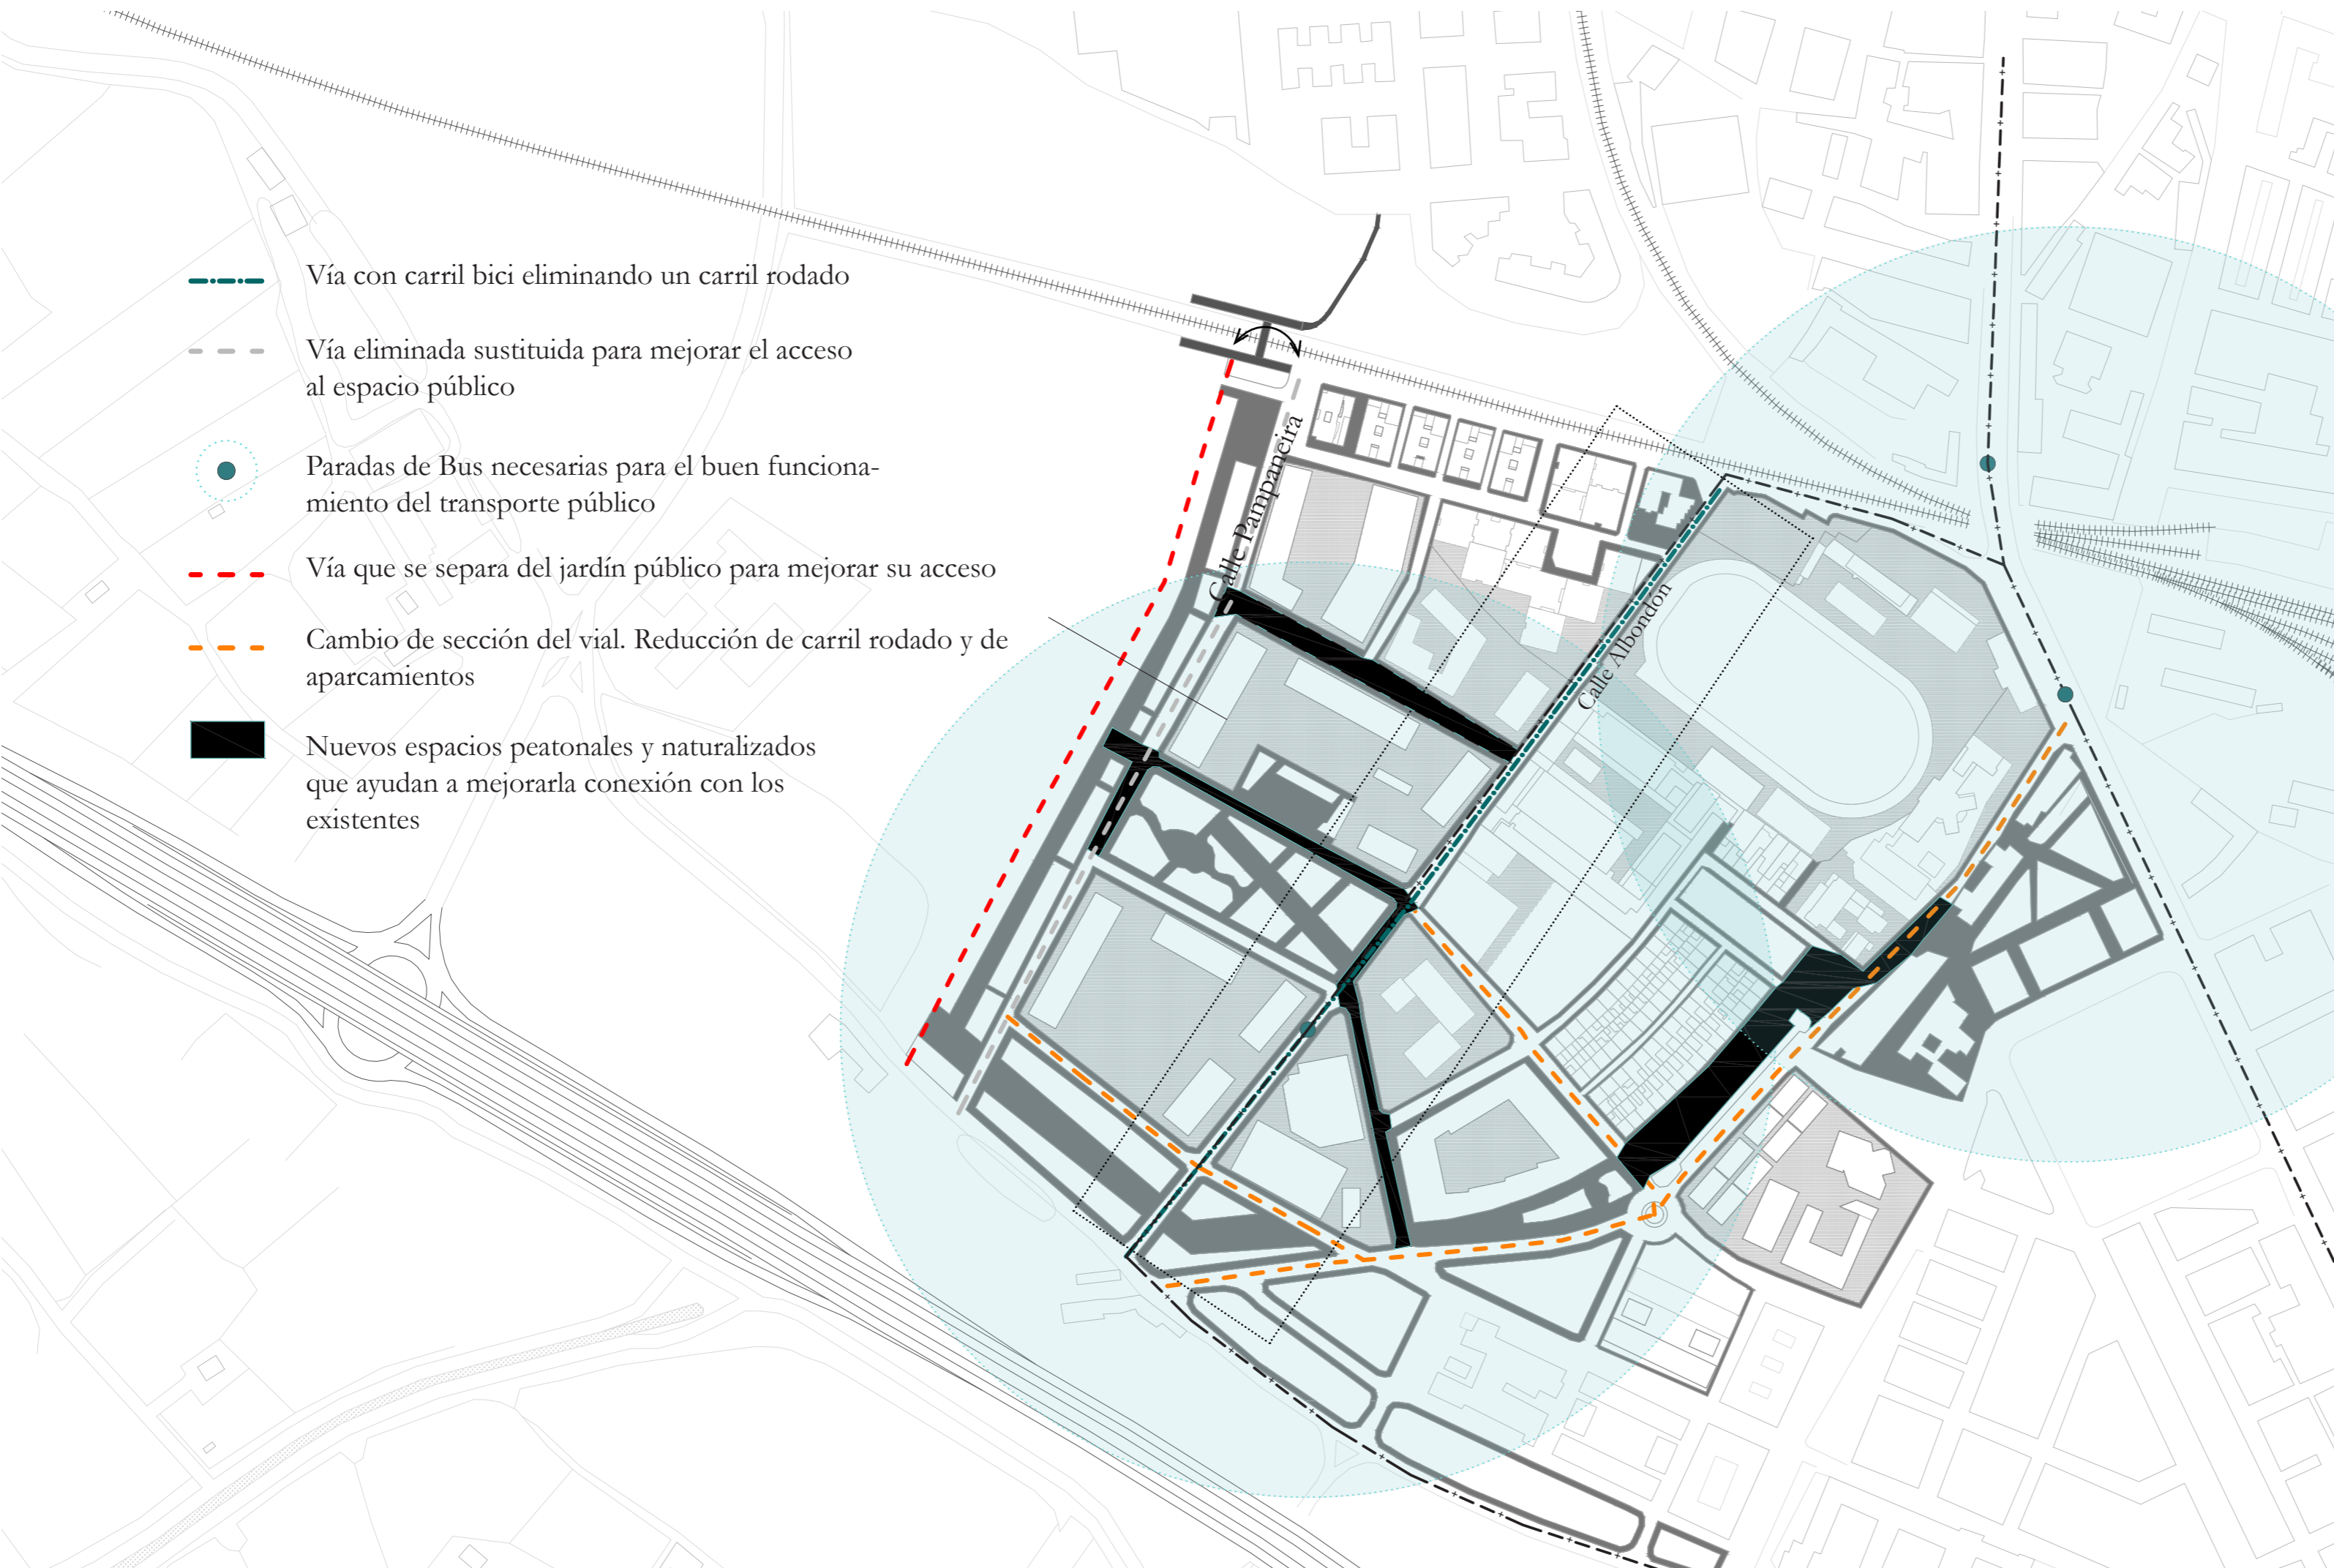 Vía con carril bici eliminando un carril rodado
Vía eliminada sustituida para mejorar el acceso
al espacio público
Paradas de Bus necesarias para el buen funciona-
miento del transporte público
Vía que se separa del jardín público para mejorar su acceso
Cambio de sección del vial. Reducción de carril rodado y de
aparcamientos
Nuevos espacios peatonales y naturalizados
que ayudan a mejorarla conexión con los
existentes
Calle Pampaneira
Calle Albondon